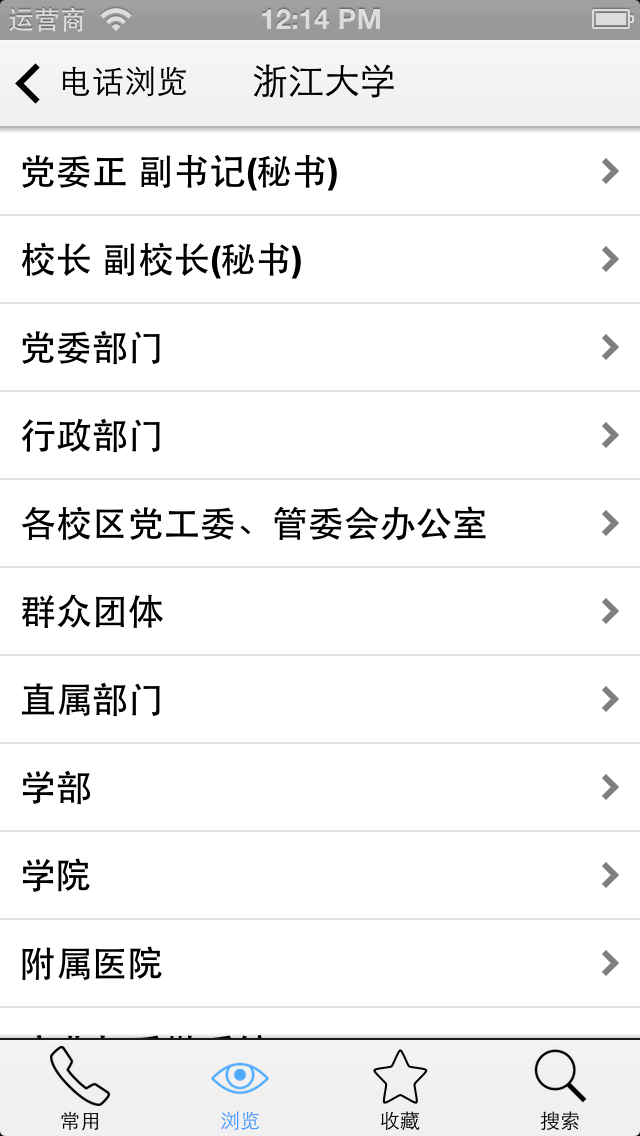 运营商 12:14 PM
电话浏览 浙江大学
党委正 副书记(秘书)
校长 副校长(秘书)
党委部门
行政部门
各校区党工委、管委会办公室
群众团体
直属部门
学部
学院
附属医院
常用 浏览 收藏 搜索